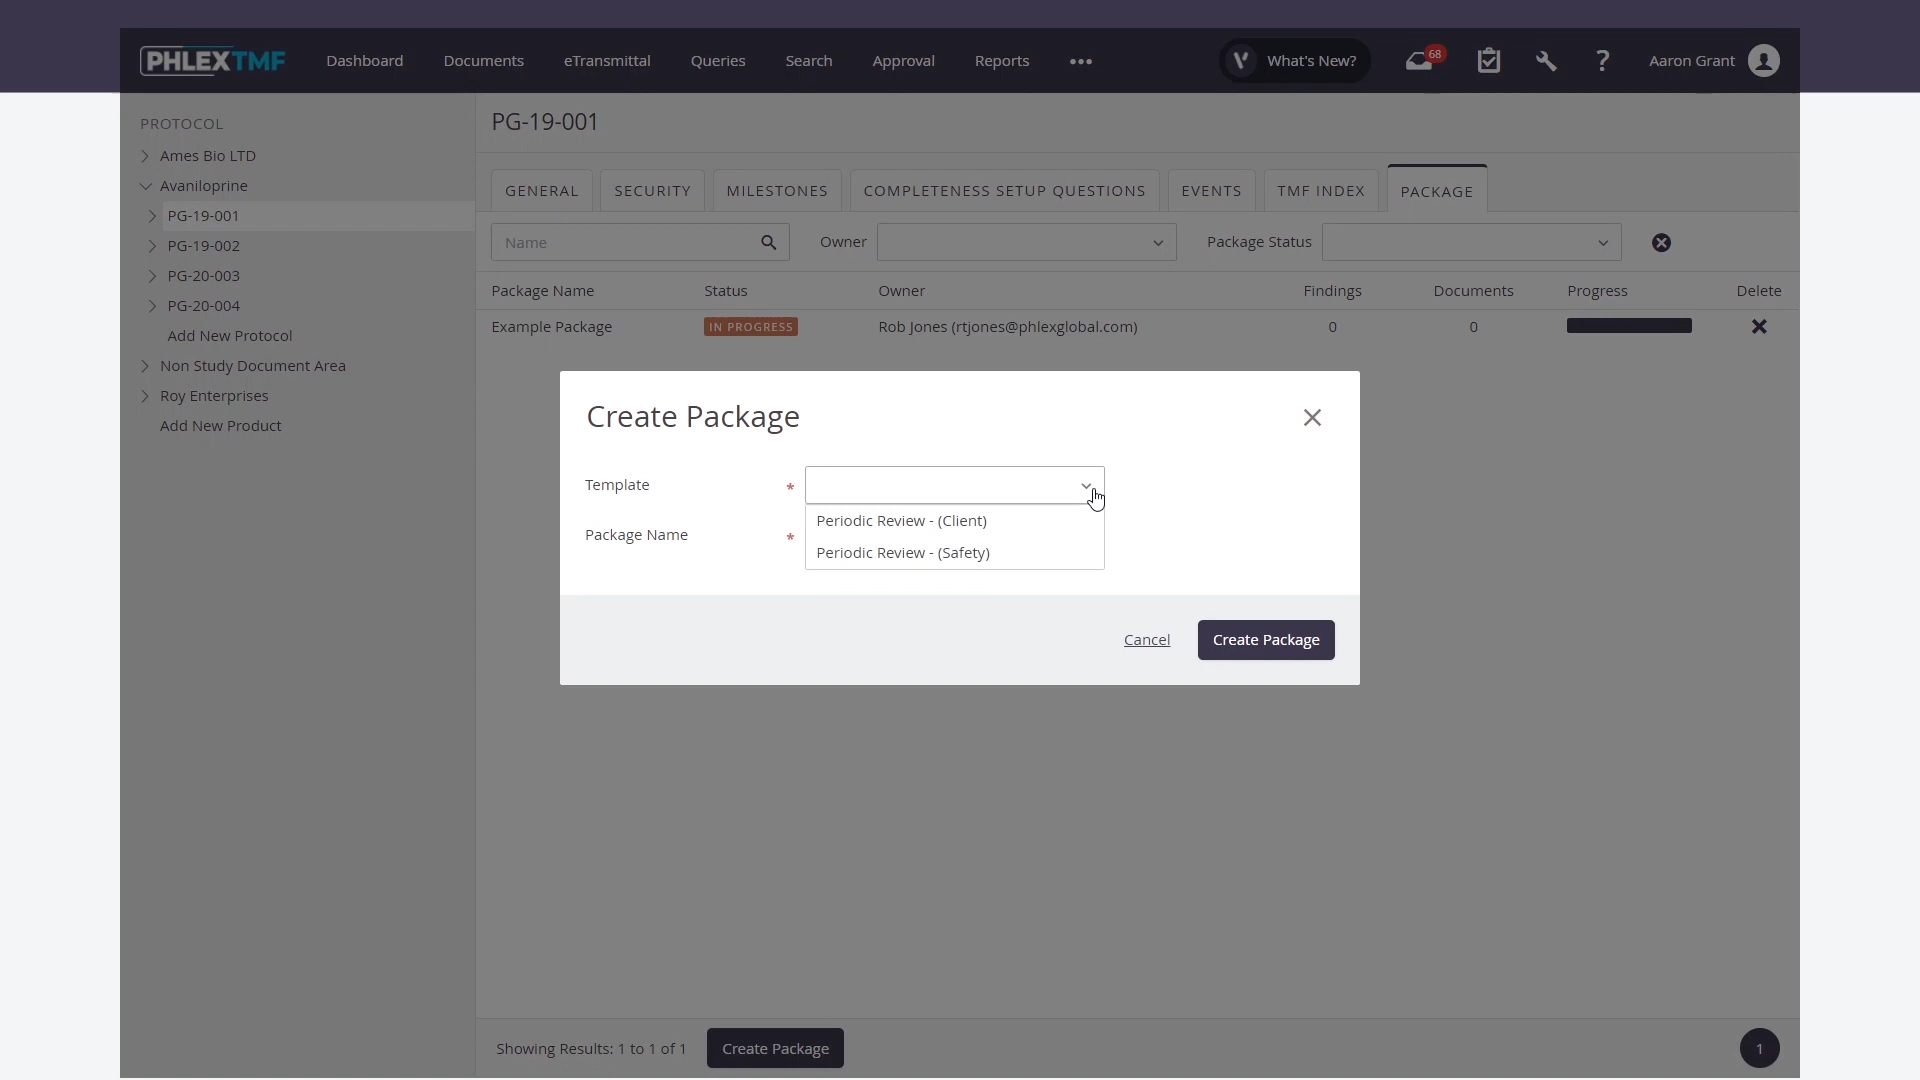 PHLEXTMF Dashboard Documents eTransmittal Queries Search Approval Reports ••• What's New? 68 ? Aaron Grant
PROTOCOL
Ames Bio LTD
Avaniloprine
PG-19-001
PG-19-002
PG-20-003
PG-20-004
Add New Protocol
Non Study Document Area
Roy Enterprises
Add New Product
PG-19-001
GENERAL SECURITY MILESTONES COMPLETENESS SETUP QUESTIONS EVENTS TMF INDEX PACKAGE
Name Owner Package Status
Package Name Status Owner Findings Documents Progress Delete
Example Package IN PROGRESS Rob Jones (rtjones@phlexglobal.com) 0 0
Create Package
Template *
Periodic Review - (Client)
Package Name *
Periodic Review - (Safety)
Cancel Create Package
Showing Results: 1 to 1 of 1 Create Package 1